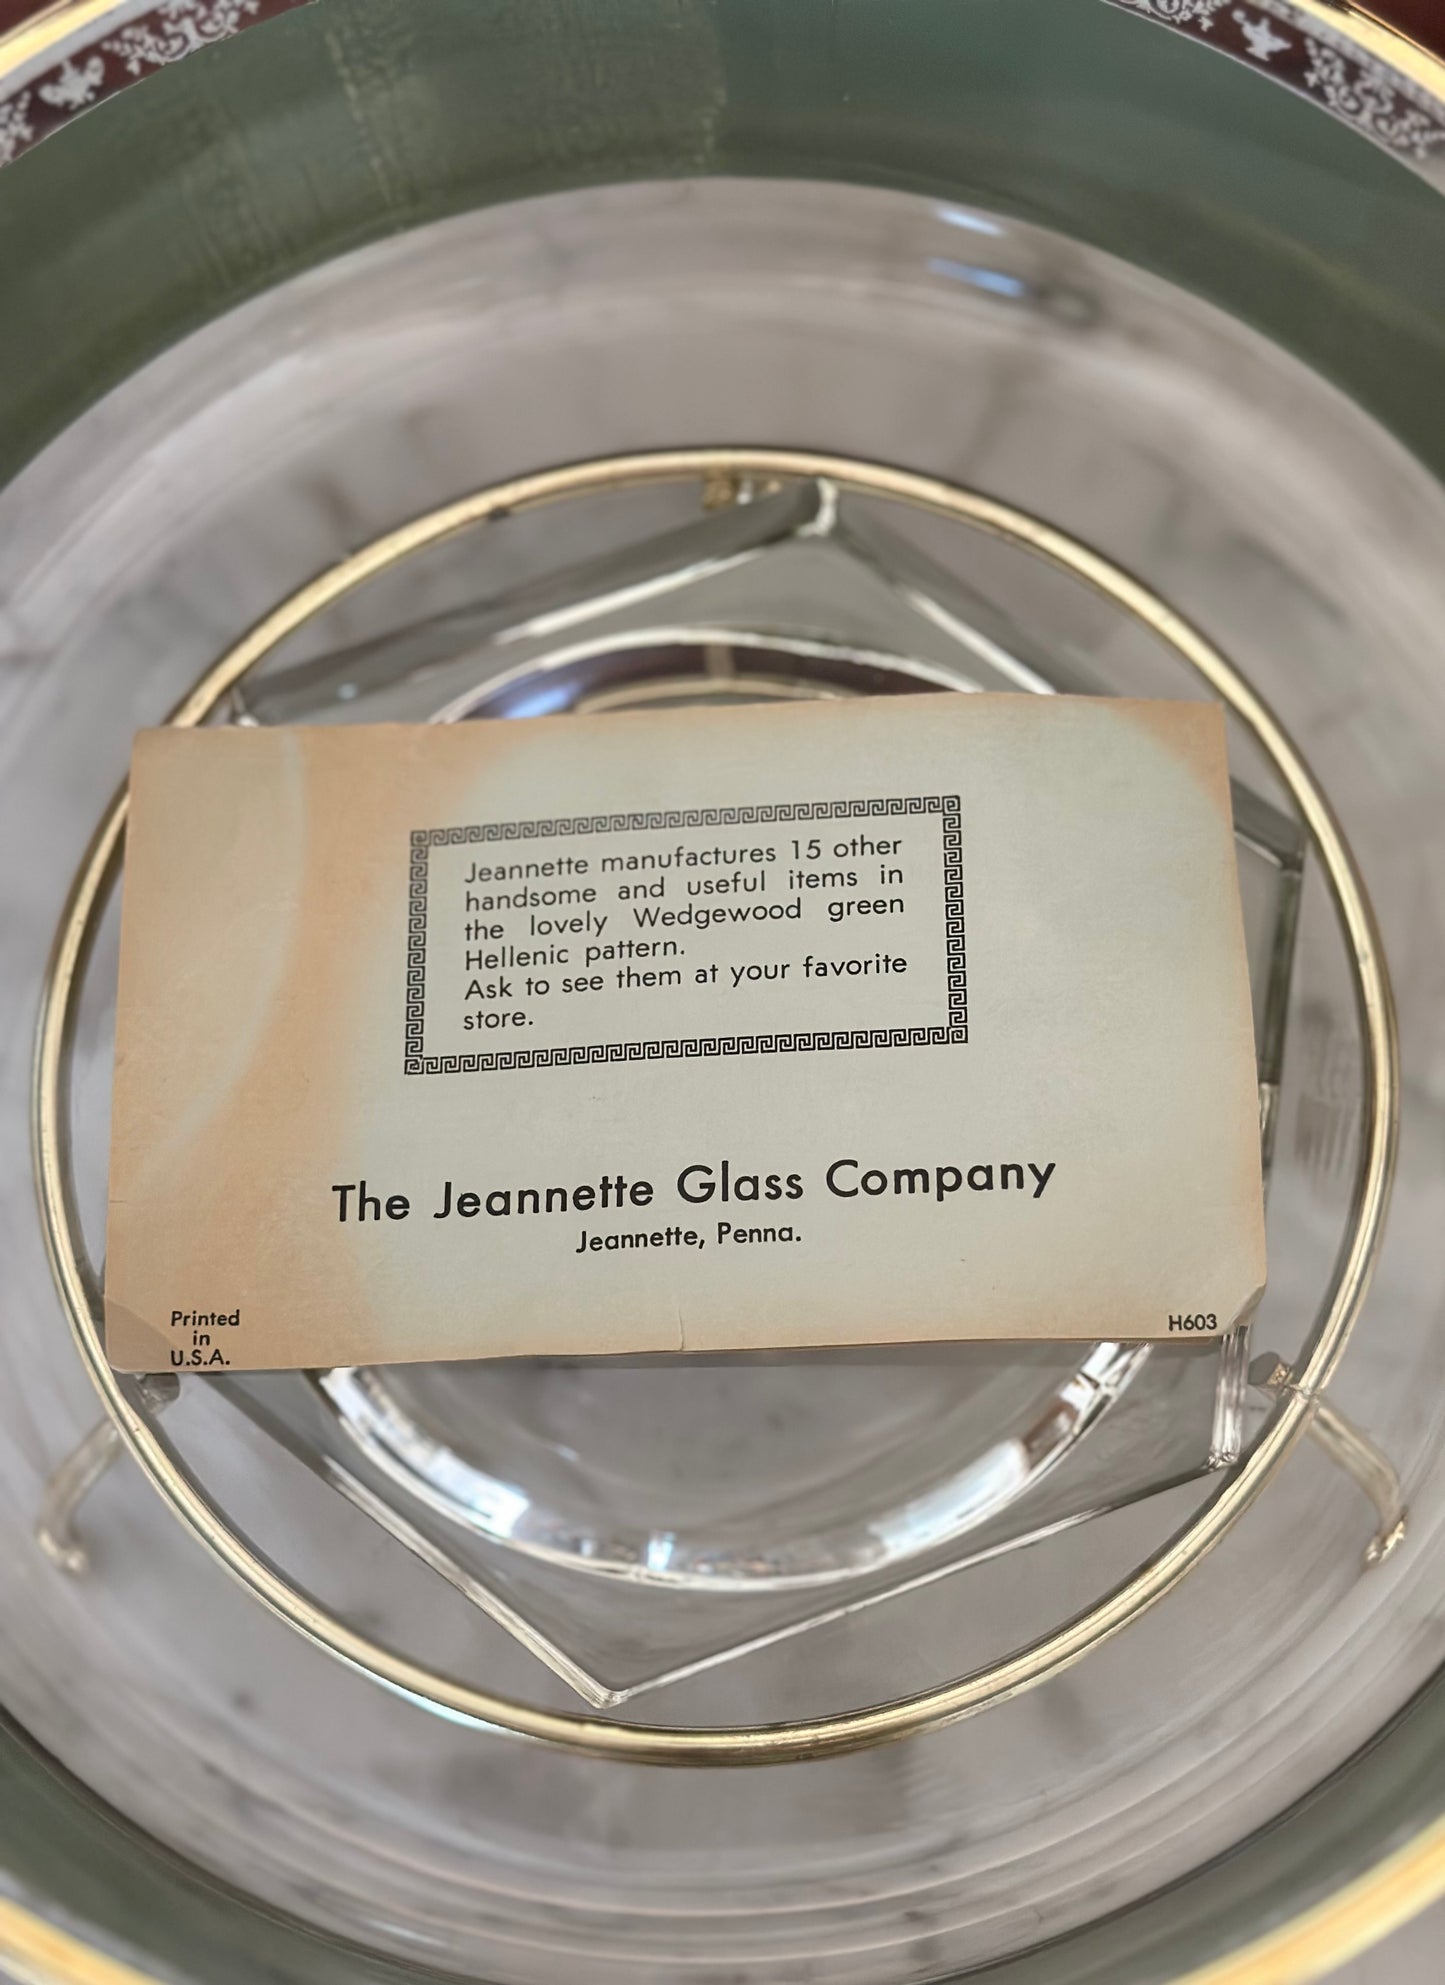 Jeannette manufactures 15 other
handsome and useful items in
the lovely Wedgewood green
Hellenic pattern.
Ask to see them at your favorite
store.
The Jeannette Glass Company
Jeannette, Penna.
Printed
in
U.S.A.
H603